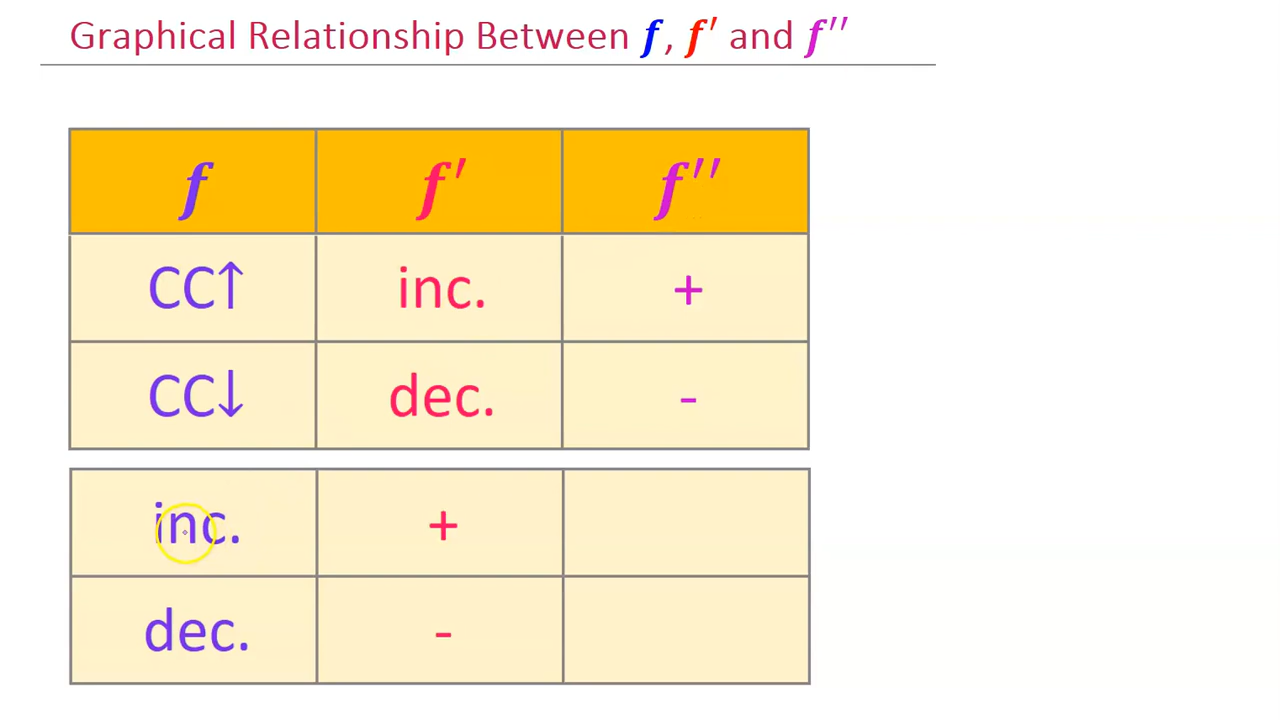 Graphical Relationship Between f, f′ and f′′
f f′ f′′
CC↑ inc. +
CC↓ dec. -
inc. +
dec. -